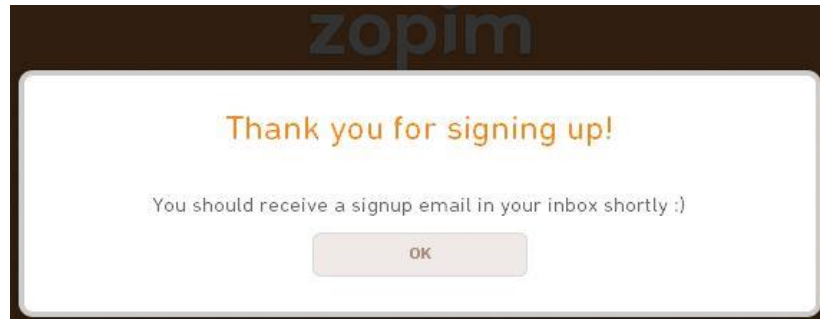 zopim
Thank you for signing up!
You should receive a signup email in your inbox shortly :)
OK